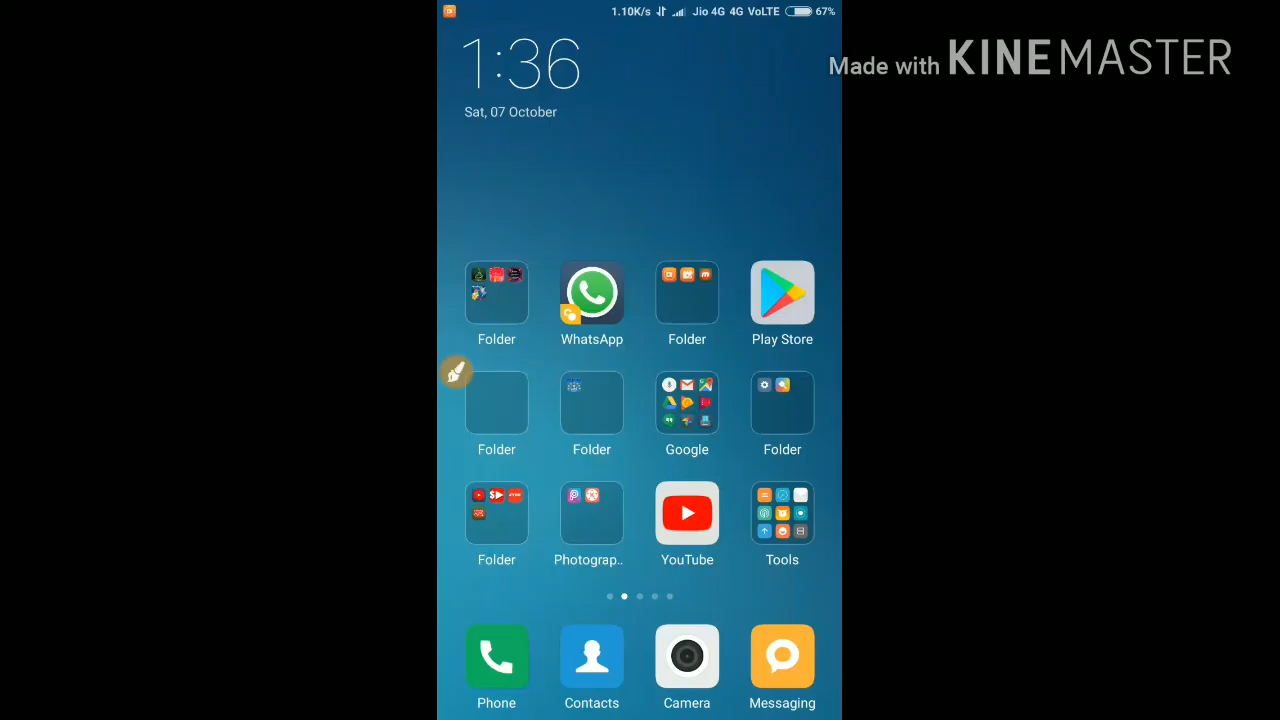 1.10K/s Jio 4G 4G VoLTE 67%
Made with KINEMASTER
1:36
Sat, 07 October
Folder WhatsApp Folder Play Store
Folder Folder Google Folder
Folder Photograp.. YouTube Tools
Phone Contacts Camera Messaging